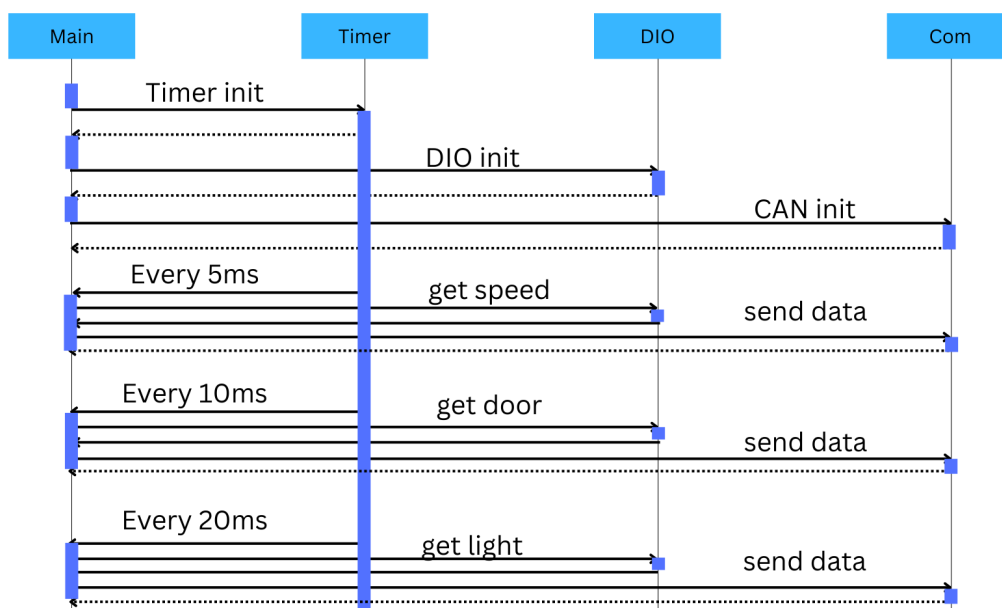 Main
Timer
DIO
Com
Timer init
DIO init
CAN init
Every 5ms
get speed
send data
Every 10ms
get door
send data
Every 20ms
get light
send data